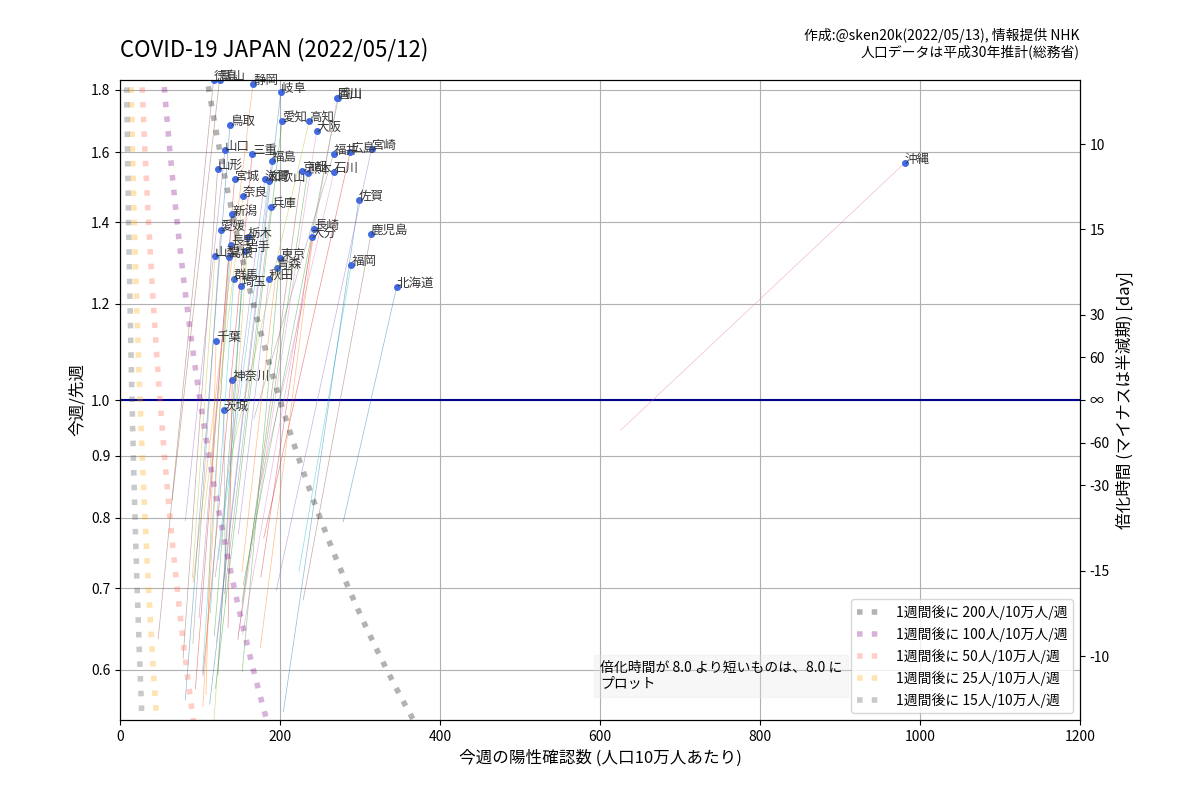 COVID-19 JAPAN (2022/05/12)
作成:@sken20k(2022/05/13), 情報提供 NHK
人口データは平成30年推計(総務省)
今週/先週
1.8
1.6
1.4
1.2
1.0
0.9
0.8
0.7
0.6
静岡
岐阜
鳥取
愛知
高知
大阪
山口
三重
福島
福井
広島
宮崎
沖縄
山形
宮城
京都
石川
奈良
兵庫
佐賀
新潟
愛媛
栃木
長崎
大分
鹿児島
岩手
東京
青森
福岡
群馬
埼玉
秋田
北海道
千葉
神奈川
茨城
10
15
30
60
∞
-60
-30
-15
-10
倍化時間 (マイナスは半減期) [day]
倍化時間が 8.0 より短いものは、8.0 に
プロット
1週間後に 200人/10万人/週
1週間後に 100人/10万人/週
1週間後に 50人/10万人/週
1週間後に 25人/10万人/週
1週間後に 15人/10万人/週
0
200
400
600
800
1000
1200
今週の陽性確認数 (人口10万人あたり)